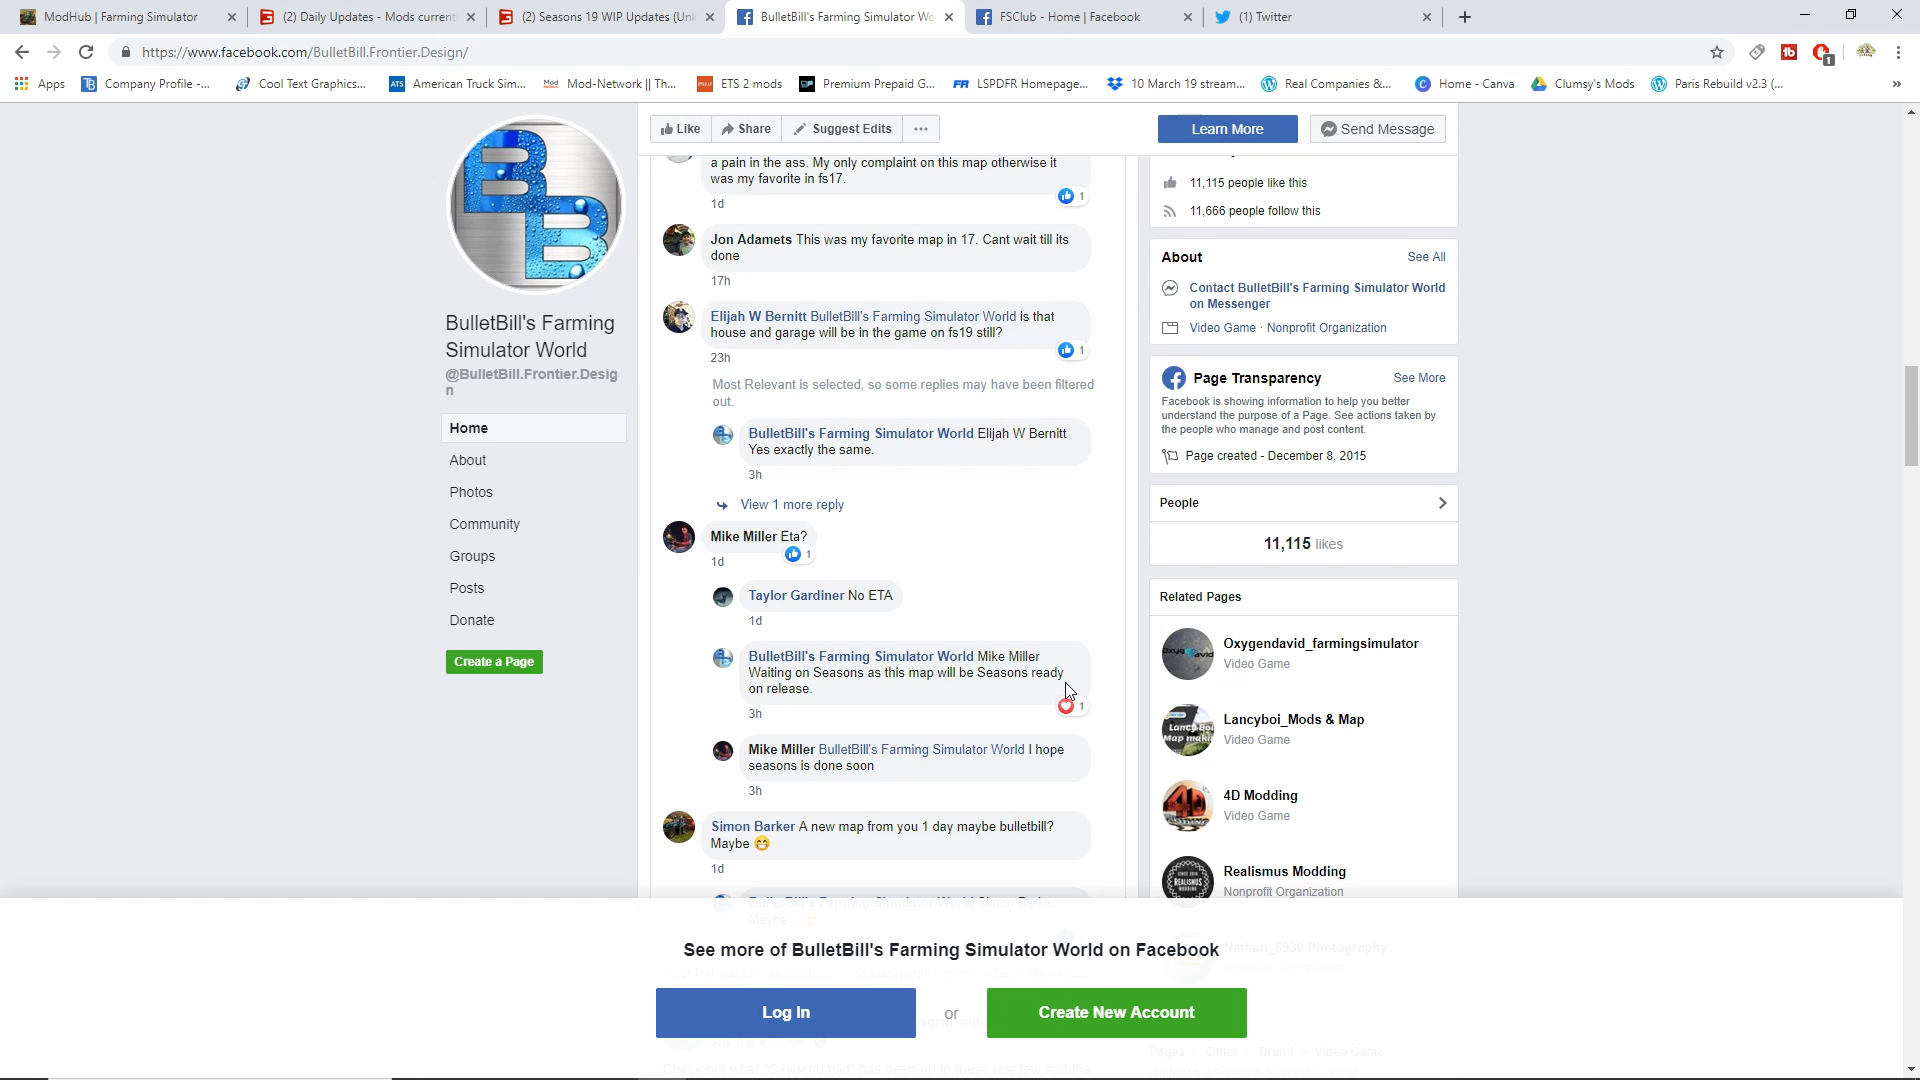 ModHub | Farming Simulator
(2) Daily Updates - Mods current
(2) Seasons 19 WIP Updates (Unk
BulletBill's Farming Simulator Wo
FSClub - Home | Facebook
(1) Twitter
https://www.facebook.com/BulletBill.Frontier.Design/
1
Apps
Company Profile -...
Cool Text Graphics...
American Truck Sim...
Mod-Network || Th...
ETS 2 mods
Premium Prepaid G...
LSPDFR Homepage...
10 March 19 stream...
Real Companies &...
Home - Canva
Clumsy's Mods
Paris Rebuild v2.3 (...
»
Like
Share
Suggest Edits
...
Learn More
Send Message
BulletBill's Farming
Simulator World
@BulletBill.Frontier.Desig
n
Home
About
Photos
Community
Groups
Posts
Donate
Create a Page
a pain in the ass. My only complaint on this map otherwise it
was my favorite in fs17.
1
1d
Jon Adamets This was my favorite map in 17. Cant wait till its
done
17h
Elijah W Bernitt BulletBill's Farming Simulator World is that
house and garage will be in the game on fs19 still?
1
23h
Most Relevant is selected, so some replies may have been filtered
out.
BulletBill's Farming Simulator World Elijah W Bernitt
Yes exactly the same.
3h
View 1 more reply
Mike Miller Eta?
1
1d
Taylor Gardiner No ETA
1d
BulletBill's Farming Simulator World Mike Miller
Waiting on Seasons as this map will be Seasons ready
on release.
1
3h
Mike Miller BulletBill's Farming Simulator World I hope
seasons is done soon
3h
Simon Barker A new map from you 1 day maybe bulletbill?
Maybe
1d
BulletBill's Farming Simulator World Simon Barker
Maybe...
11,115 people like this
11,666 people follow this
About
See All
Contact BulletBill's Farming Simulator World
on Messenger
Video Game · Nonprofit Organization
Page Transparency
See More
Facebook is showing information to help you better
understand the purpose of a Page. See actions taken by
the people who manage and post content.
Page created - December 8, 2015
People
11,115 likes
Related Pages
Oxygendavid_farmingsimulator
Video Game
Lancyboi_Mods & Map
Video Game
4D Modding
Video Game
Realismus Modding
Nonprofit Organization
Nathan_6930 Photography
See more of BulletBill's Farming Simulator World on Facebook
Log In
or
Create New Account